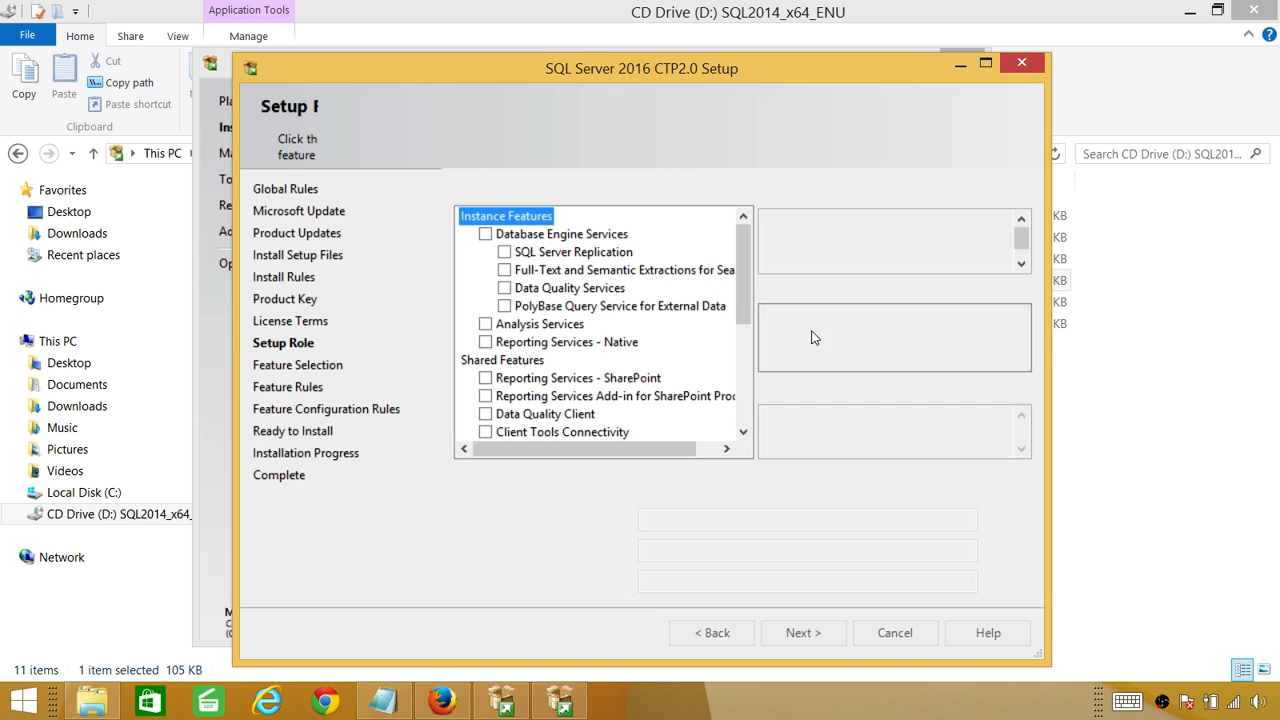 Application Tools
CD Drive (D:) SQL2014_x64_ENU
File
Home
Share
View
Manage
Copy
Paste
Cut
Copy path
Paste shortcut
Clipboard
This PC
Search CD Drive (D:) SQL201...
Favorites
Desktop
Downloads
Recent places
Homegroup
This PC
Desktop
Documents
Downloads
Music
Pictures
Videos
Local Disk (C:)
CD Drive (D:) SQL2014_x64_
Network
KB
KB
KB
KB
KB
KB
SQL Server 2016 CTP2.0 Setup
Setup
Click th
feature
Global Rules
Microsoft Update
Product Updates
Install Setup Files
Install Rules
Product Key
License Terms
Setup Role
Feature Selection
Feature Rules
Feature Configuration Rules
Ready to Install
Installation Progress
Complete
Instance Features
Database Engine Services
SQL Server Replication
Full-Text and Semantic Extractions for Sea
Data Quality Services
PolyBase Query Service for External Data
Analysis Services
Reporting Services - Native
Shared Features
Reporting Services - SharePoint
Reporting Services Add-in for SharePoint Pro
Data Quality Client
Client Tools Connectivity
< Back
Next >
Cancel
Help
11 items
1 item selected 105 KB